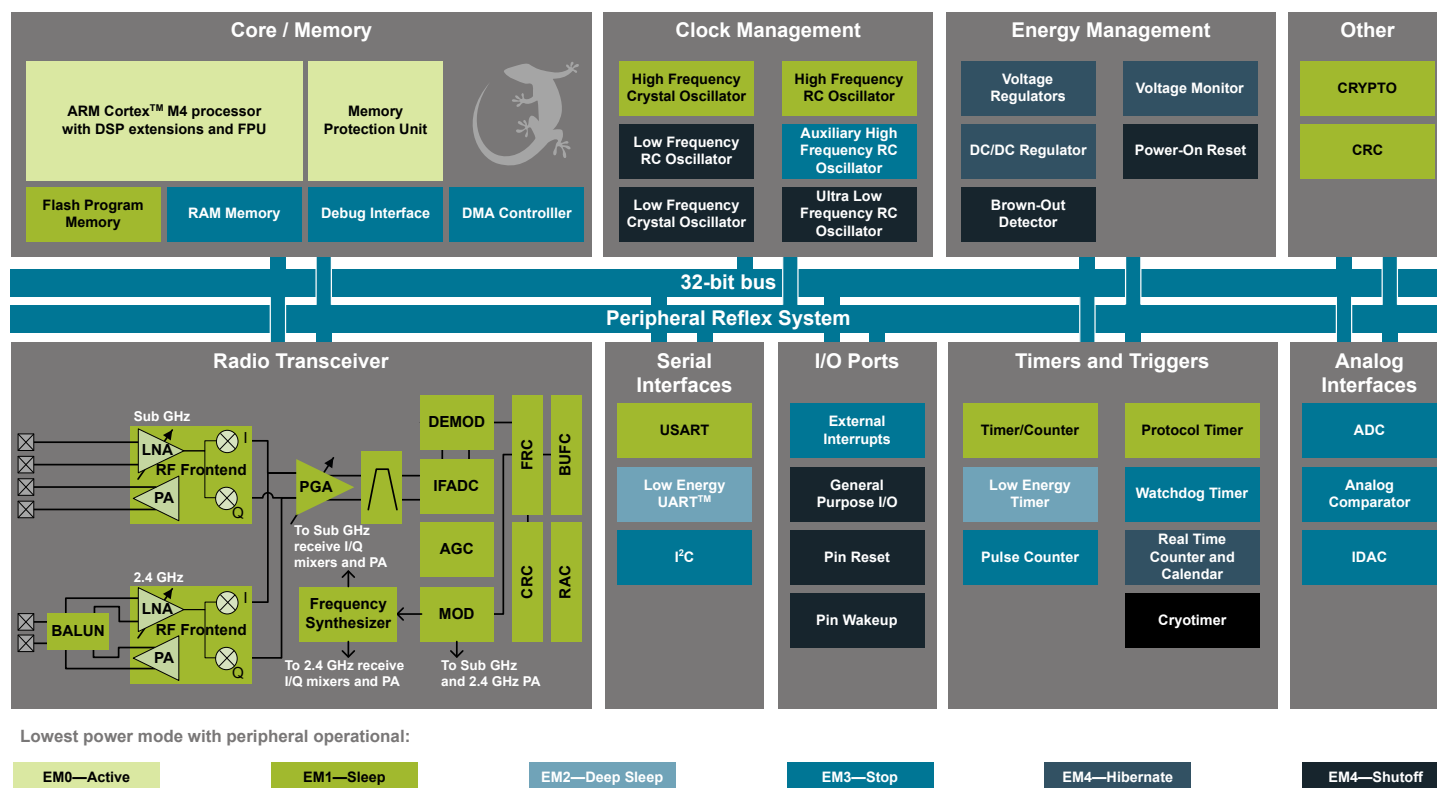 Core / Memory
ARM Cortex™ M4 processor
with DSP extensions and FPU
Memory
Protection Unit
Flash Program
Memory
RAM Memory
Debug Interface
DMA Controlller
Clock Management
High Frequency
Crystal Oscillator
High Frequency
RC Oscillator
Low Frequency
RC Oscillator
Auxiliary High
Frequency RC
Oscillator
Low Frequency
Crystal Oscillator
Ultra Low
Frequency RC
Oscillator
Energy Management
Voltage
Regulators
Voltage Monitor
DC/DC Regulator
Power-On Reset
Brown-Out
Detector
Other
CRYPTO
CRC
32-bit bus
Peripheral Reflex System
Radio Transceiver
Sub GHz
LNA
RF Frontend
PA
I
Q
PGA
To Sub GHz
receive I/Q
mixers and PA
DEMOD
IFADC
AGC
MOD
FRC
BUFC
CRC
RAC
2.4 GHz
BALUN
LNA
RF Frontend
PA
I
Q
Frequency
Synthesizer
To 2.4 GHz receive
I/Q mixers and PA
To Sub GHz
and 2.4 GHz PA
Serial
Interfaces
USART
Low Energy
UART™
I²C
I/O Ports
External
Interrupts
General
Purpose I/O
Pin Reset
Pin Wakeup
Timers and Triggers
Timer/Counter
Protocol Timer
Low Energy
Timer
Watchdog Timer
Pulse Counter
Real Time
Counter and
Calendar
Cryotimer
Analog
Interfaces
ADC
Analog
Comparator
IDAC
Lowest power mode with peripheral operational:
EM0—Active
EM1—Sleep
EM2—Deep Sleep
EM3—Stop
EM4—Hibernate
EM4—Shutoff